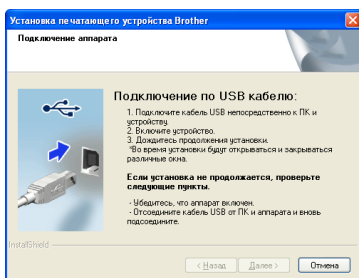 Установка печатающего устройства Brother
Подключение аппарата
Подключение по USB кабелю:
1. Подключите кабель USB непосредственно к ПК и
устройству.
2. Включите устройство.
3. Дождитесь продолжения установки.
*Во время установки будут открываться и закрываться
различные окна.
Если установка не продолжается, проверьте
следующие пункты.
- Убедитесь, что аппарат включен.
- Отсоедините кабель USB от ПК и аппарата и вновь
подсоедините.
InstallShield
< Назад
Далее >
Отмена